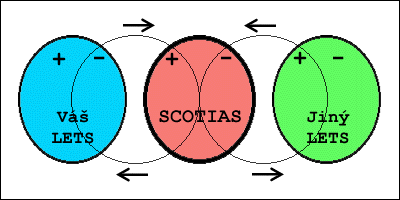 + − + − + −
Váš SCOTIAS Jiný
LETS LETS